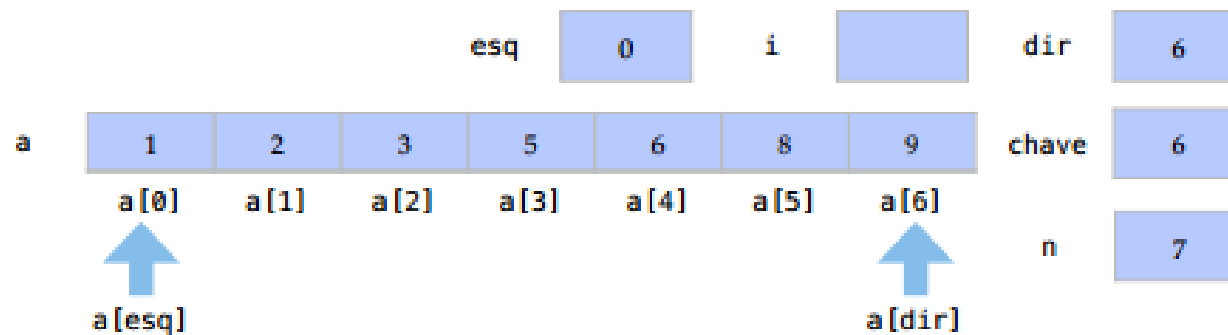 esq 0 i dir 6
a 1 2 3 5 6 8 9 chave 6
a[0] a[1] a[2] a[3] a[4] a[5] a[6]
n 7
a[esq] a[dir]